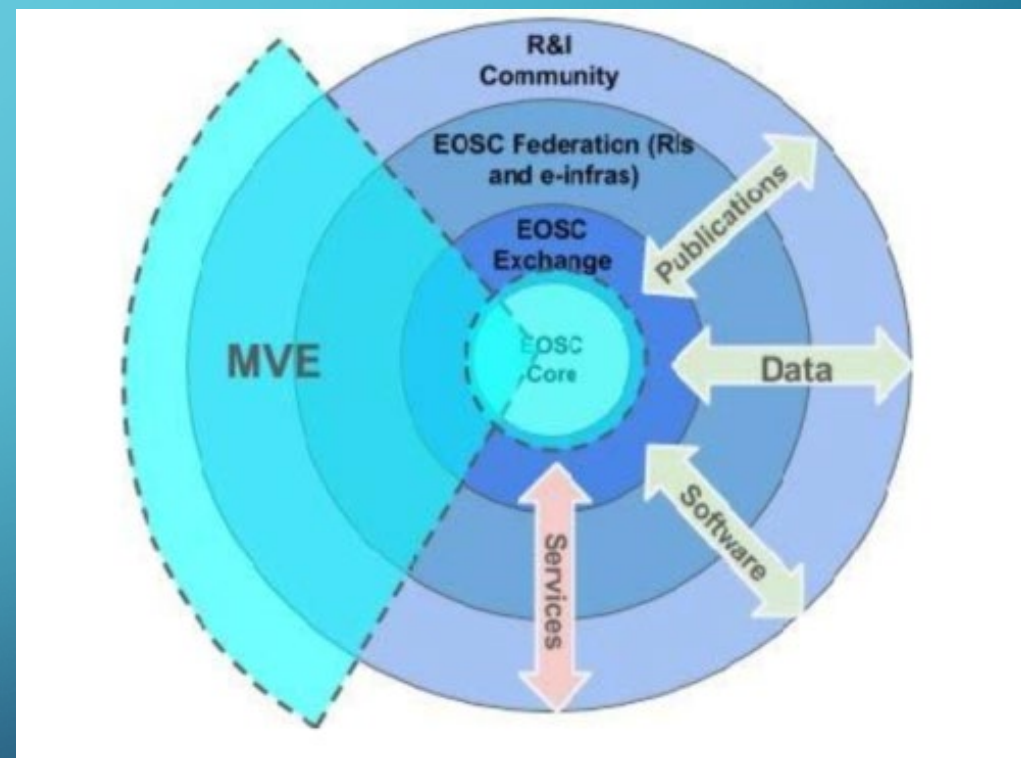 R&I
Community
EOSC Federation (RIs
and e-infras)
EOSC
Exchange
EOSC
Core
MVE
Publications
Data
Software
Services